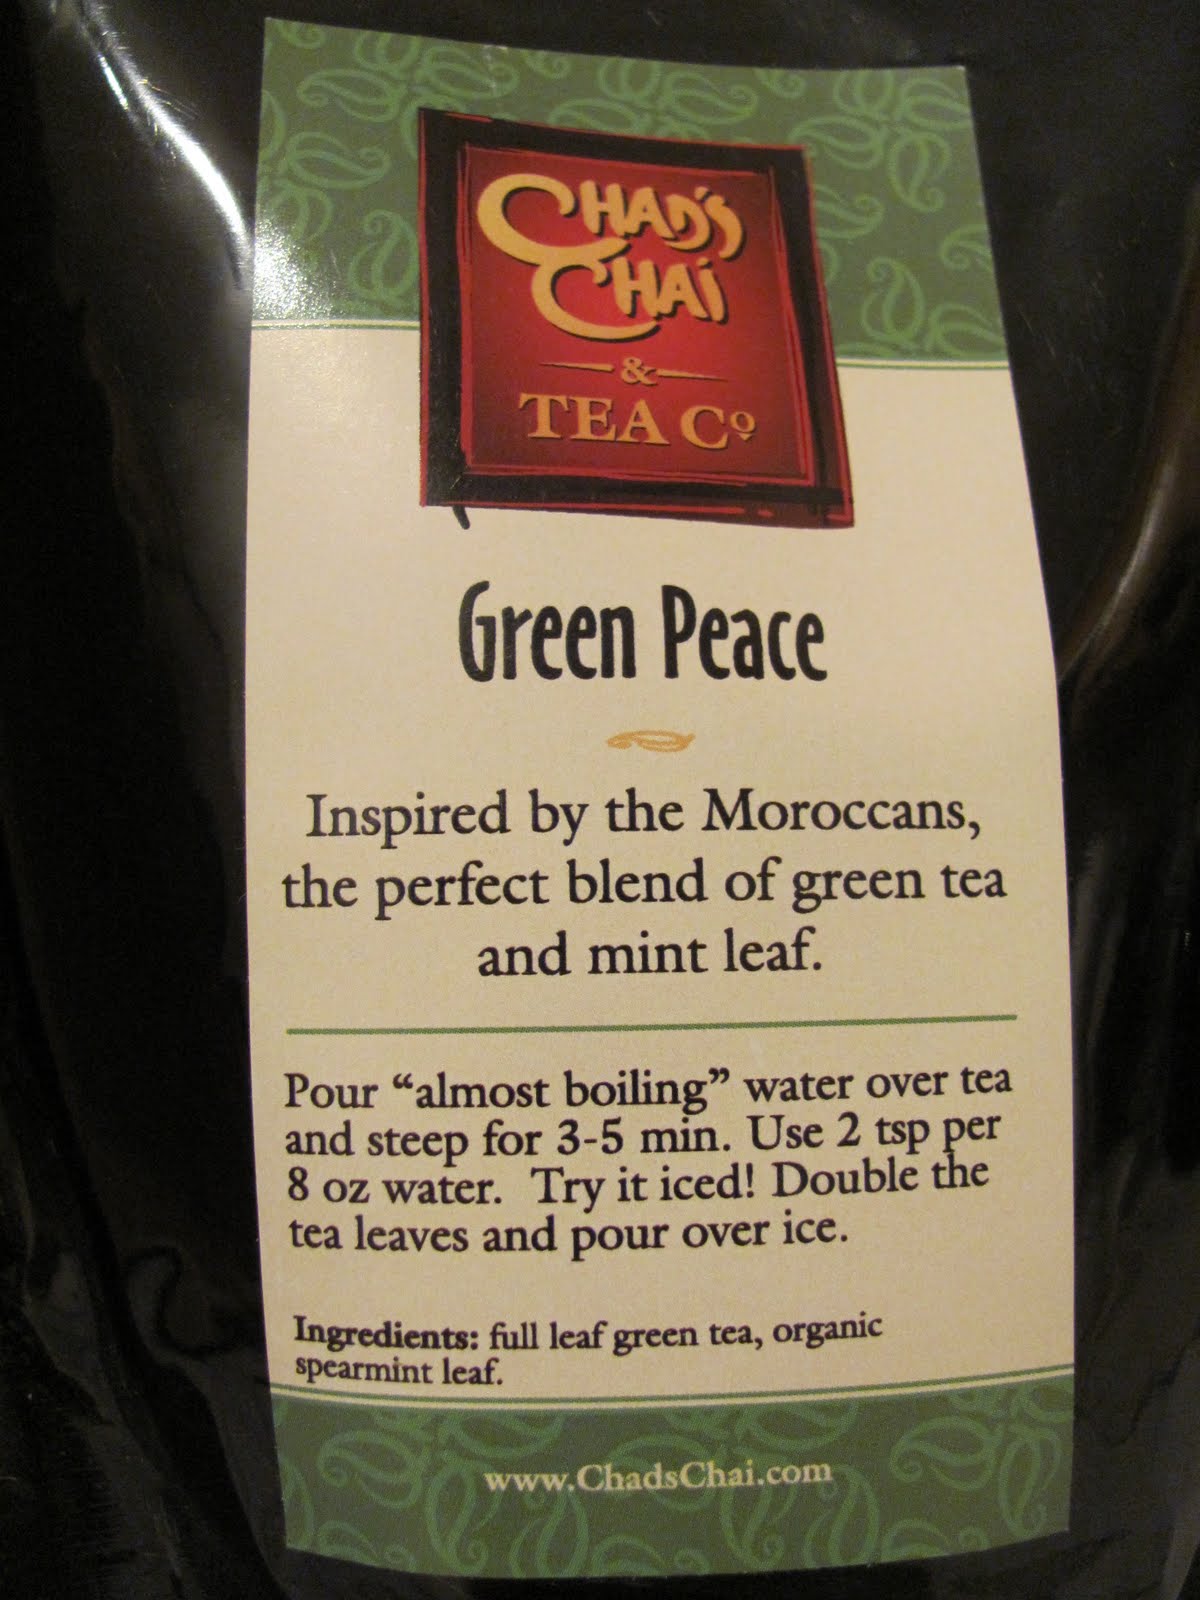 CHAD'S
CHAI
&
TEA Co
Green Peace
Inspired by the Moroccans,
the perfect blend of green tea
and mint leaf.
Pour “almost boiling” water over tea
and steep for 3-5 min. Use 2 tsp per
8 oz water. Try it iced! Double the
tea leaves and pour over ice.
Ingredients: full leaf green tea, organic
spearmint leaf.
www.ChadsChai.com